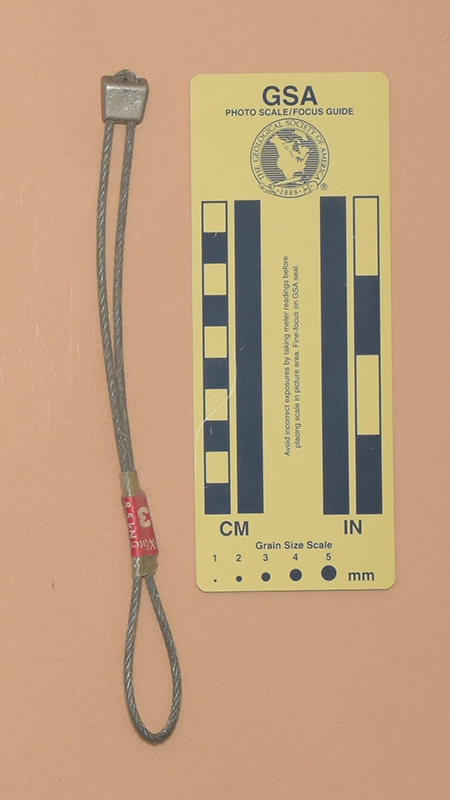 GSA
PHOTO SCALE/FOCUS GUIDE
THE GEOLOGICAL SOCIETY OF AMERICA
1888
®
Avoid incorrect exposures by taking meter readings before
placing scale in picture area. Fine-focus on GSA seal.
CM
IN
Grain Size Scale
1 2 3 4 5
mm
3